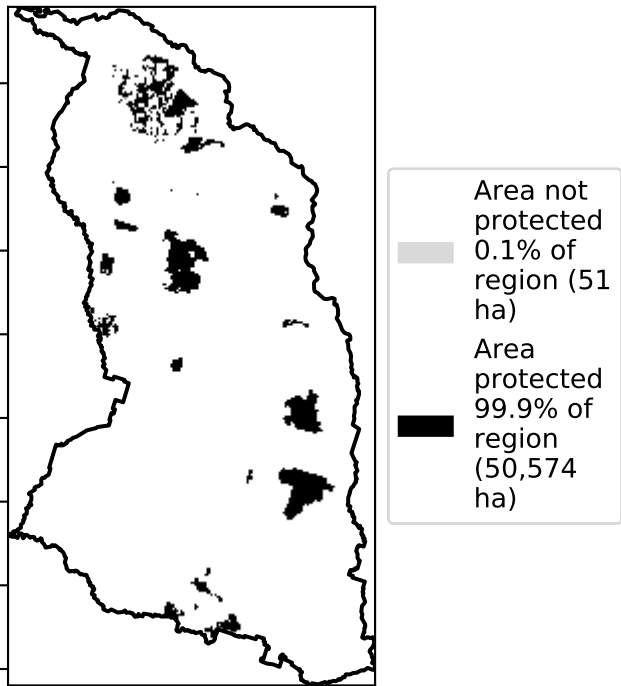 Area not
protected
0.1% of
region (51
ha)
Area
protected
99.9% of
region
(50,574
ha)